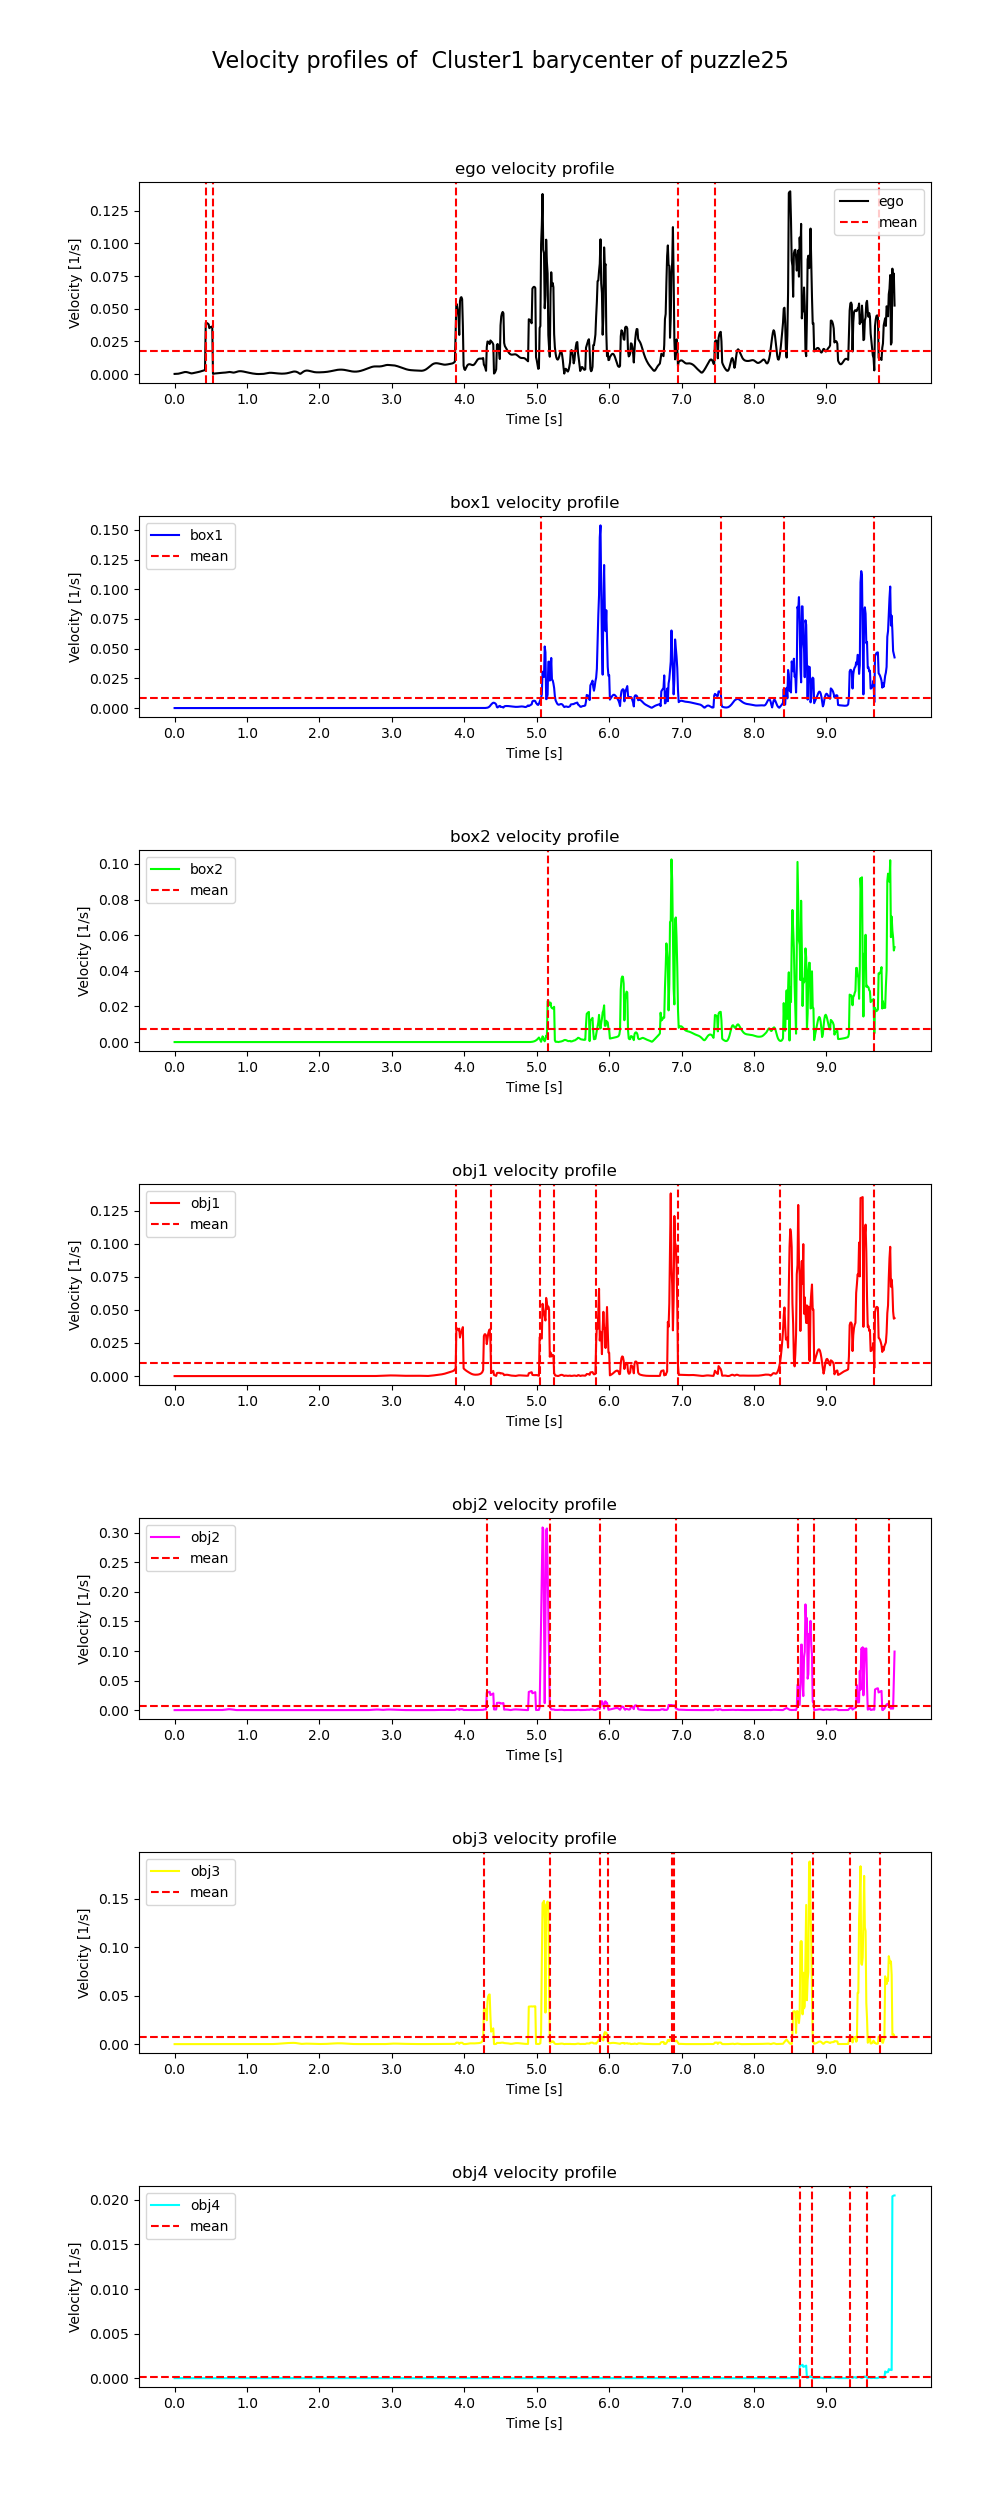 Velocity profiles of  Cluster1 barycenter of puzzle25
ego velocity profile
Velocity [1/s]
0.125
0.100
0.075
0.050
0.025
0.000
ego
mean
0.0 1.0 2.0 3.0 4.0 5.0 6.0 7.0 8.0 9.0
Time [s]
box1 velocity profile
Velocity [1/s]
0.150
0.125
0.100
0.075
0.050
0.025
0.000
box1
mean
0.0 1.0 2.0 3.0 4.0 5.0 6.0 7.0 8.0 9.0
Time [s]
box2 velocity profile
Velocity [1/s]
0.10
0.08
0.06
0.04
0.02
0.00
box2
mean
0.0 1.0 2.0 3.0 4.0 5.0 6.0 7.0 8.0 9.0
Time [s]
obj1 velocity profile
Velocity [1/s]
0.125
0.100
0.075
0.050
0.025
0.000
obj1
mean
0.0 1.0 2.0 3.0 4.0 5.0 6.0 7.0 8.0 9.0
Time [s]
obj2 velocity profile
Velocity [1/s]
0.30
0.25
0.20
0.15
0.10
0.05
0.00
obj2
mean
0.0 1.0 2.0 3.0 4.0 5.0 6.0 7.0 8.0 9.0
Time [s]
obj3 velocity profile
Velocity [1/s]
0.15
0.10
0.05
0.00
obj3
mean
0.0 1.0 2.0 3.0 4.0 5.0 6.0 7.0 8.0 9.0
Time [s]
obj4 velocity profile
Velocity [1/s]
0.020
0.015
0.010
0.005
0.000
obj4
mean
0.0 1.0 2.0 3.0 4.0 5.0 6.0 7.0 8.0 9.0
Time [s]